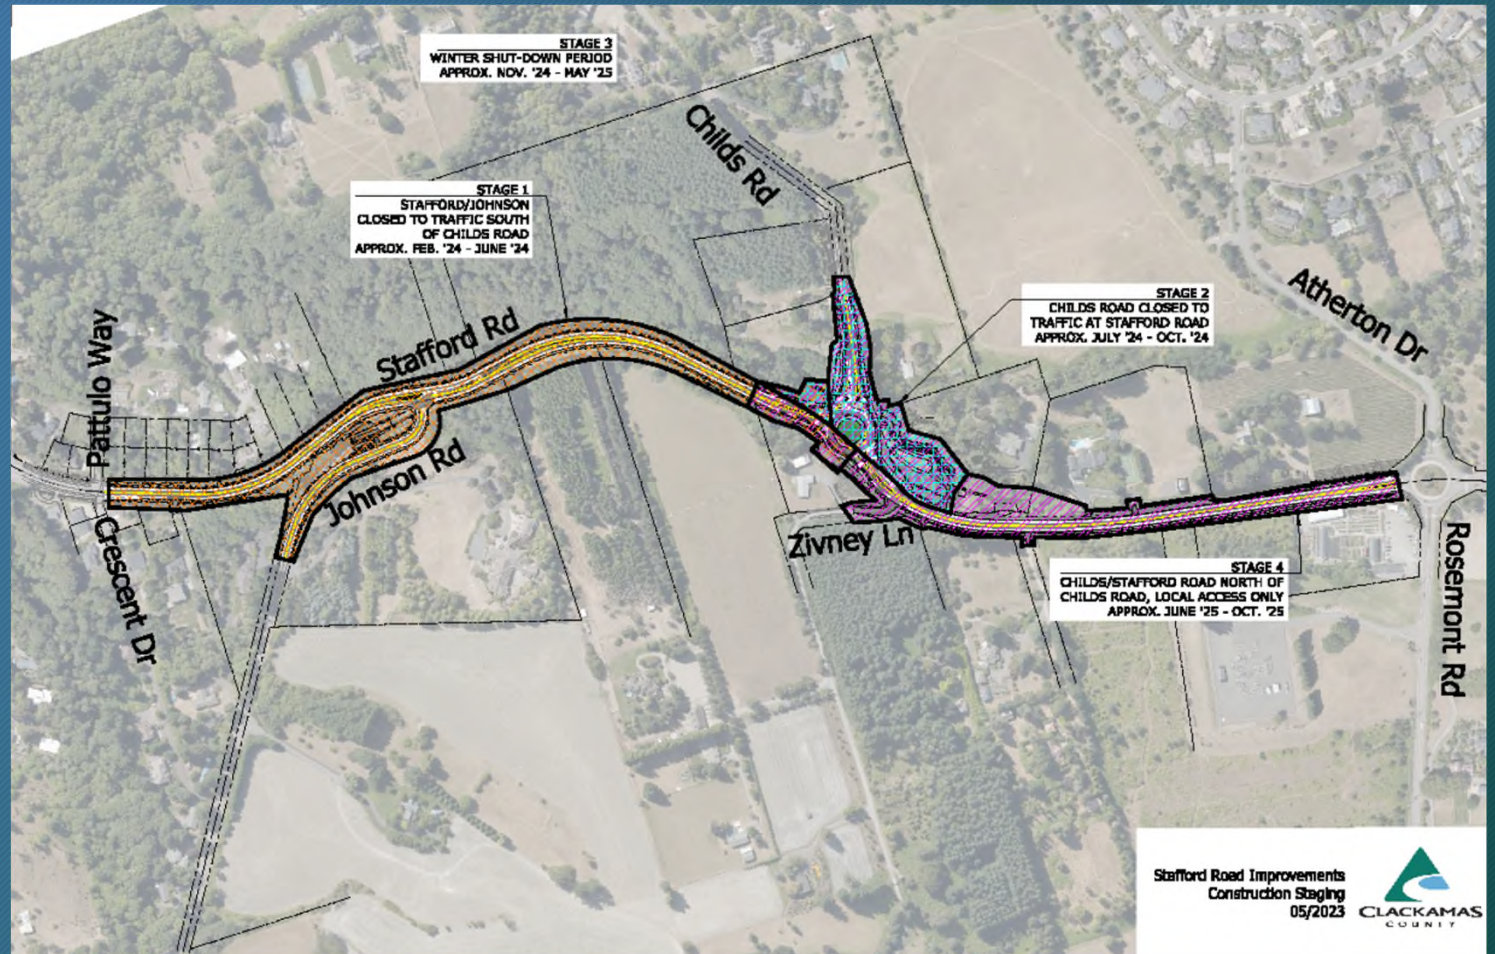 STAGE 3
WINTER SHUT-DOWN PERIOD
APPROX. NOV. '24 - MAY '25
Childs Rd
STAGE 1
STAFFORD/JOHNSON
CLOSED TO TRAFFIC SOUTH
OF CHILDS ROAD
APPROX. FEB. '24 - JUNE '24
STAGE 2
CHILDS ROAD CLOSED TO
TRAFFIC AT STAFFORD ROAD
APPROX. JULY '24 - OCT. '24
Atherton Dr
Pattulo Way
Stafford Rd
Johnson Rd
Crescent Dr
Zivney Ln
STAGE 4
CHILDS/STAFFORD ROAD NORTH OF
CHILDS ROAD, LOCAL ACCESS ONLY
APPROX. JUNE '25 - OCT. '25
Rosemont Rd
Stafford Road Improvements
Construction Staging
05/2023
CLACKAMAS
COUNTY